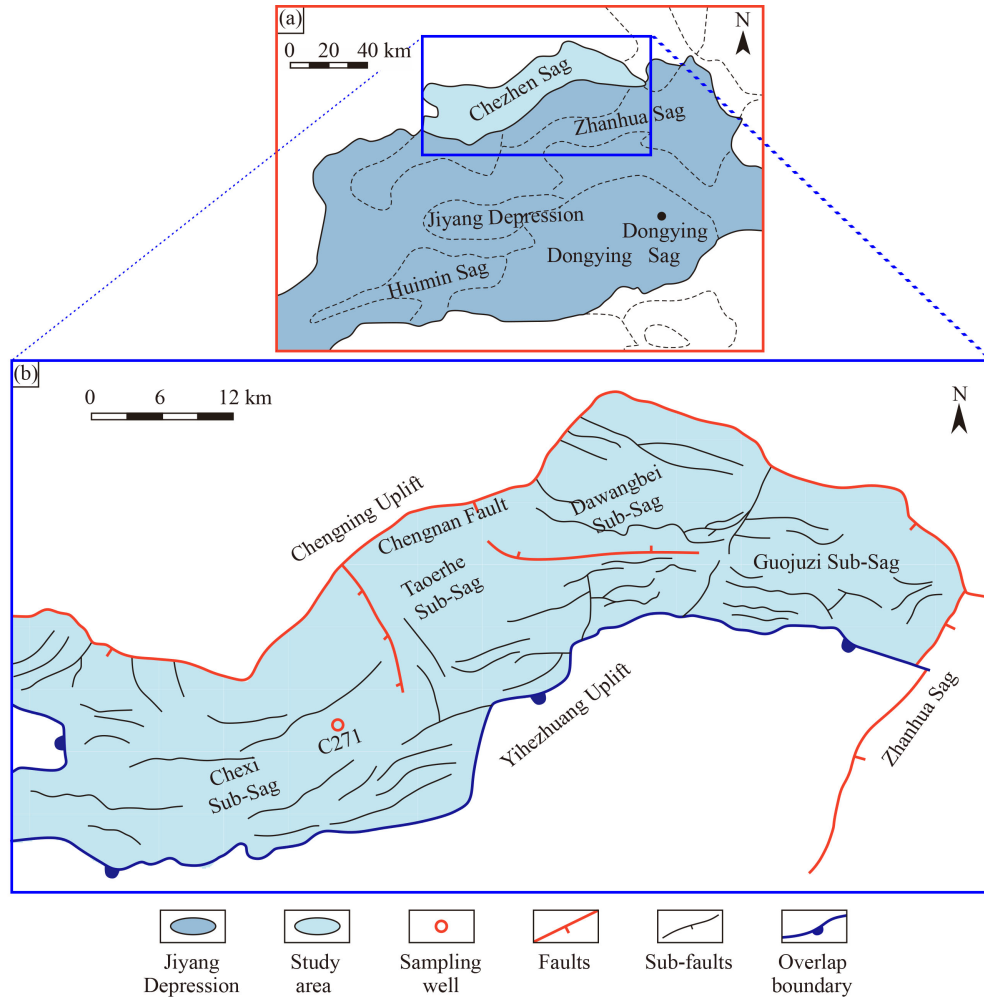 (a)
N
0 20 40 km
Chezhen Sag
Zhanhua Sag
Jiyang Depression
Dongying
Dongying Sag
Huimin Sag
(b)
0 6 12 km
N
Chengning Uplift
Chengnan Fault
Dawangbei
Sub-Sag
Taoerhe
Sub-Sag
Guojuzi Sub-Sag
Yihezhuang Uplift
Zhanhua Sag
C271
Chexi
Sub-Sag
Jiyang
Depression
Study
area
Sampling
well
Faults
Sub-faults
Overlap
boundary